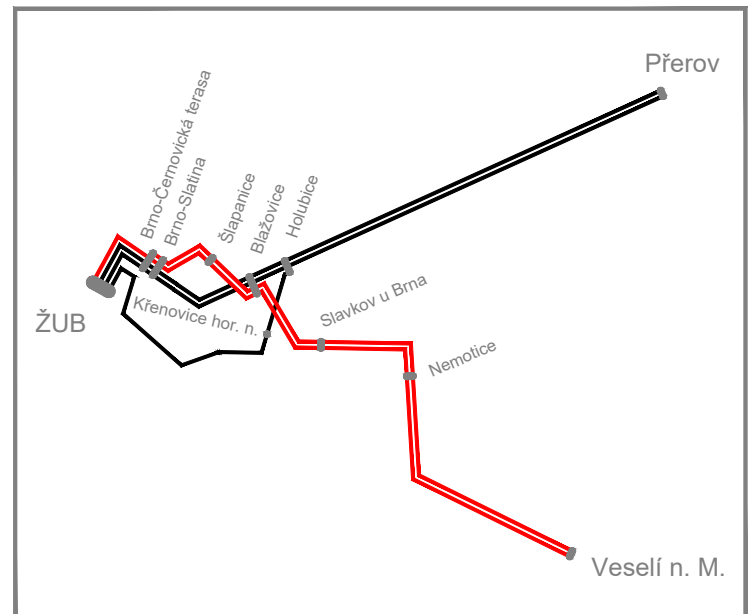 Přerov
Brno-Černovická terasa
Brno-Slatina
Šlapanice
Blažovice
Holubice
ŽUB
Křenovice hor. n.
Slavkov u Brna
Nemotice
Veselí n. M.